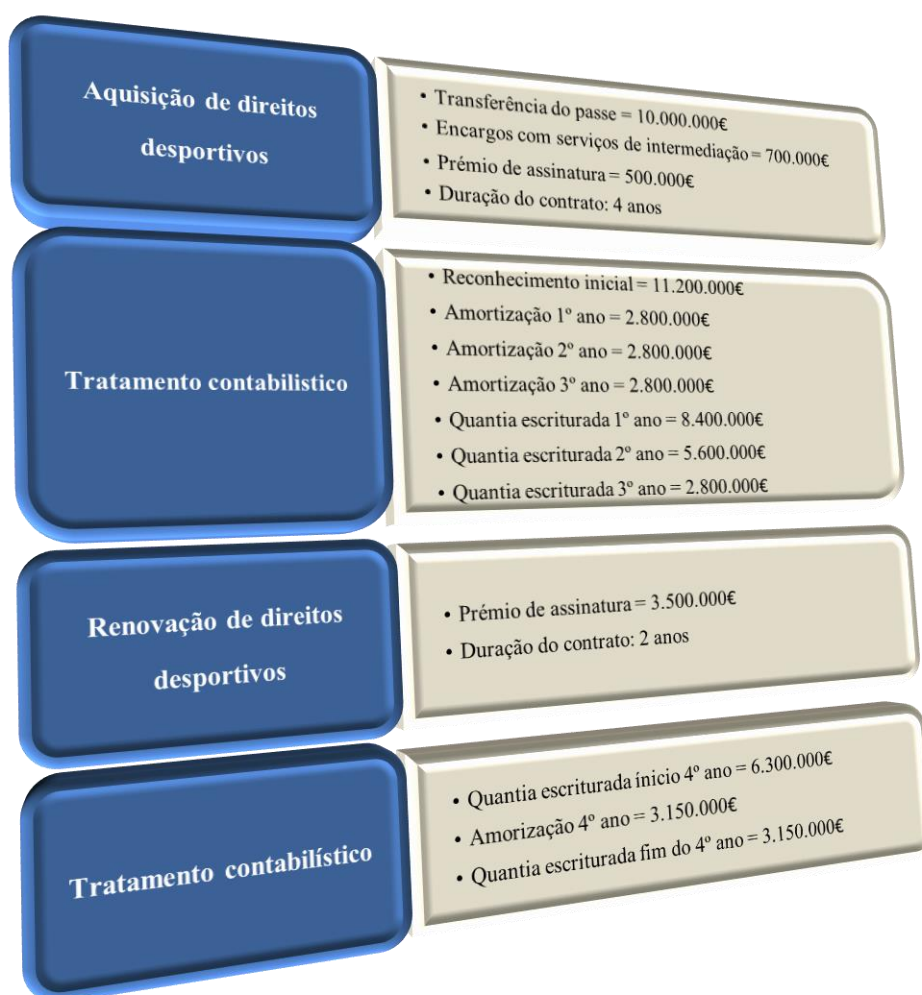 Aquisição de direitos
desportivos
• Transferência do passe = 10.000.000€
• Encargos com serviços de intermediação = 700.000€
• Prémio de assinatura = 500.000€
• Duração do contrato: 4 anos
Tratamento contabilistico
• Reconhecimento inicial = 11.200.000€
• Amortização 1º ano = 2.800.000€
• Amortização 2º ano = 2.800.000€
• Amortização 3º ano = 2.800.000€
• Quantia escriturada 1º ano = 8.400.000€
• Quantia escriturada 2º ano = 5.600.000€
• Quantia escriturada 3º ano = 2.800.000€
Renovação de direitos
desportivos
• Prémio de assinatura = 3.500.000€
• Duração do contrato: 2 anos
Tratamento contabilístico
• Quantia escriturada ínicio 4º ano = 6.300.000€
• Amorização 4º ano = 3.150.000€
• Quantia escriturada fim do 4º ano = 3.150.000€